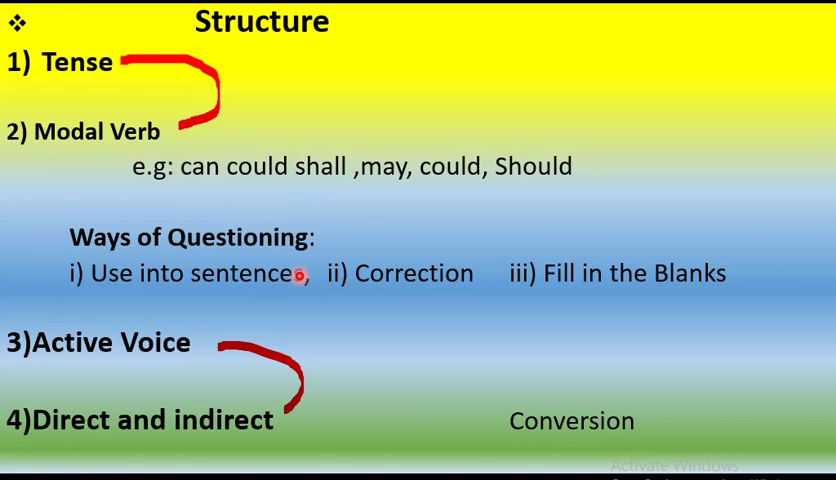 ❖ Structure
1) Tense
2) Modal Verb
e.g: can could shall ,may, could, Should
Ways of Questioning:
i) Use into sentences, ii) Correction iii) Fill in the Blanks
3)Active Voice
4)Direct and indirect Conversion
Activate Windows